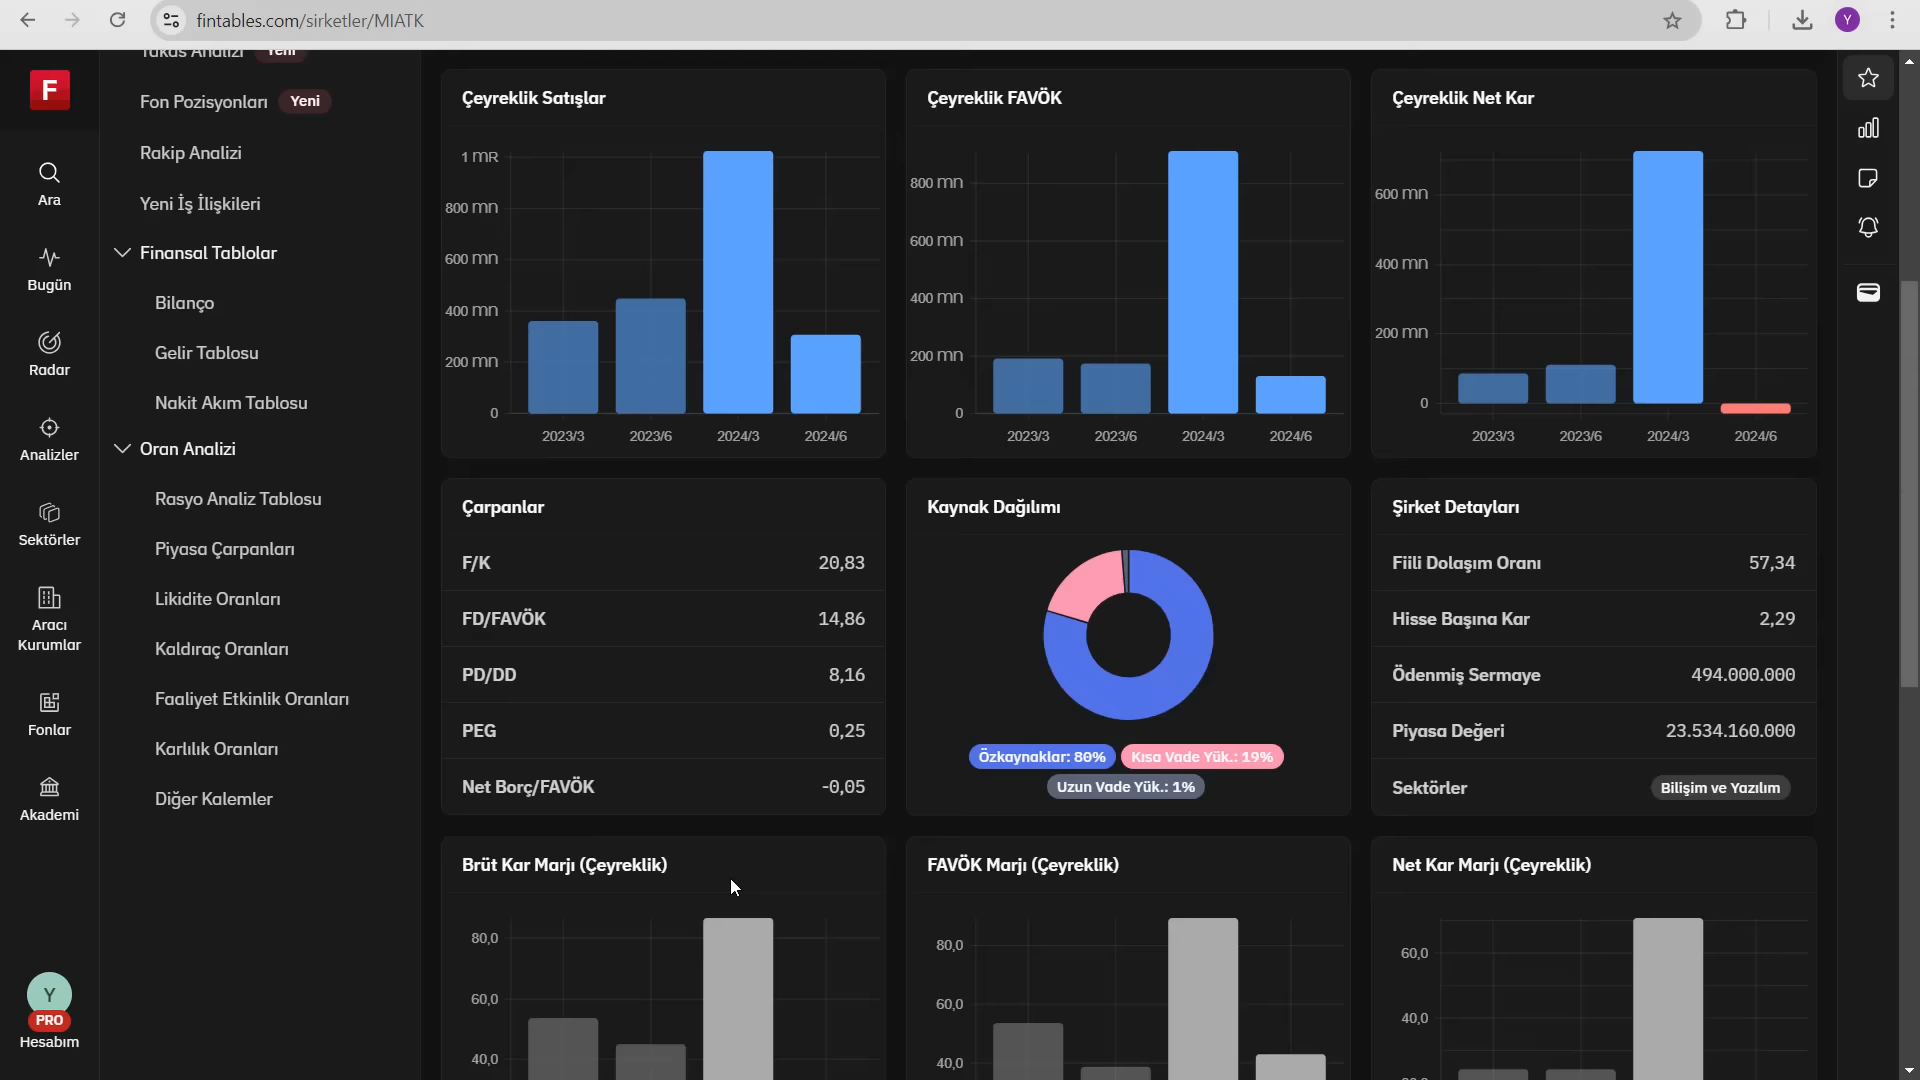 fintables.com/sirketler/MIATK
Y
F
Ara
Bugün
Radar
Analizler
Sektörler
Aracı
Kurumlar
Fonlar
Akademi
Y
PRO
Hesabım
Takas Analizi Yeni
Fon Pozisyonları Yeni
Rakip Analizi
Yeni İş İlişkileri
Finansal Tablolar
Bilanço
Gelir Tablosu
Nakit Akım Tablosu
Oran Analizi
Rasyo Analiz Tablosu
Piyasa Çarpanları
Likidite Oranları
Kaldıraç Oranları
Faaliyet Etkinlik Oranları
Karlılık Oranları
Diğer Kalemler
Çeyreklik Satışlar
1 mr
800 mn
600 mn
400 mn
200 mn
0
2023/3 2023/6 2024/3 2024/6
Çeyreklik FAVÖK
800 mn
600 mn
400 mn
200 mn
0
2023/3 2023/6 2024/3 2024/6
Çeyreklik Net Kar
600 mn
400 mn
200 mn
0
2023/3 2023/6 2024/3 2024/6
Çarpanlar
F/K 20,83
FD/FAVÖK 14,86
PD/DD 8,16
PEG 0,25
Net Borç/FAVÖK -0,05
Kaynak Dağılımı
Özkaynaklar: 80% Kısa Vade Yük.: 19%
Uzun Vade Yük.: 1%
Şirket Detayları
Fiili Dolaşım Oranı 57,34
Hisse Başına Kar 2,29
Ödenmiş Sermaye 494.000.000
Piyasa Değeri 23.534.160.000
Sektörler Bilişim ve Yazılım
Brüt Kar Marjı (Çeyreklik)
80,0
60,0
40,0
FAVÖK Marjı (Çeyreklik)
80,0
60,0
40,0
Net Kar Marjı (Çeyreklik)
60,0
40,0